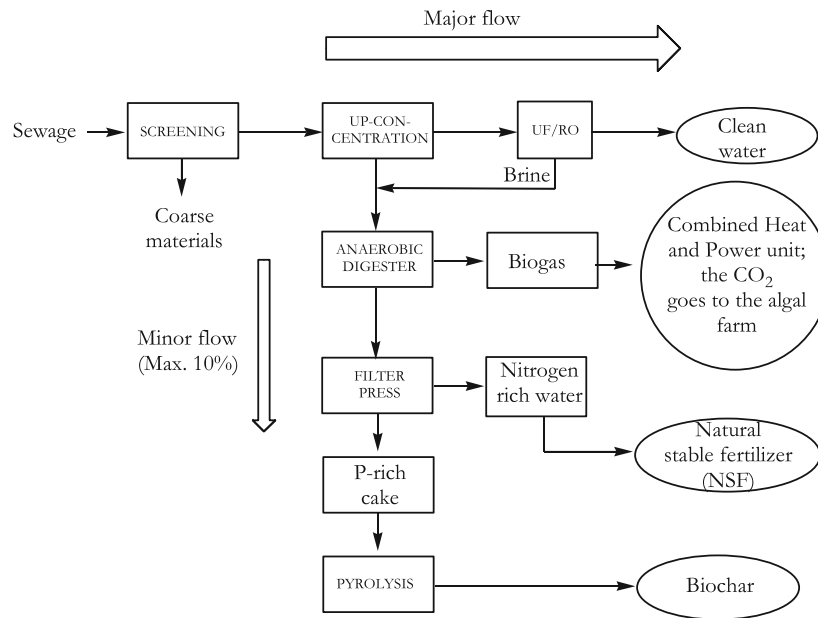 Major flow
Sewage
SCREENING
UP-CON-
CENTRATION
UF/RO
Clean
water
Brine
Coarse
materials
ANAEROBIC
DIGESTER
Biogas
Combined Heat
and Power unit;
the CO2
goes to the algal
farm
Minor flow
(Max. 10%)
FILTER
PRESS
Nitrogen
rich water
Natural
stable fertilizer
(NSF)
P-rich
cake
PYROLYSIS
Biochar